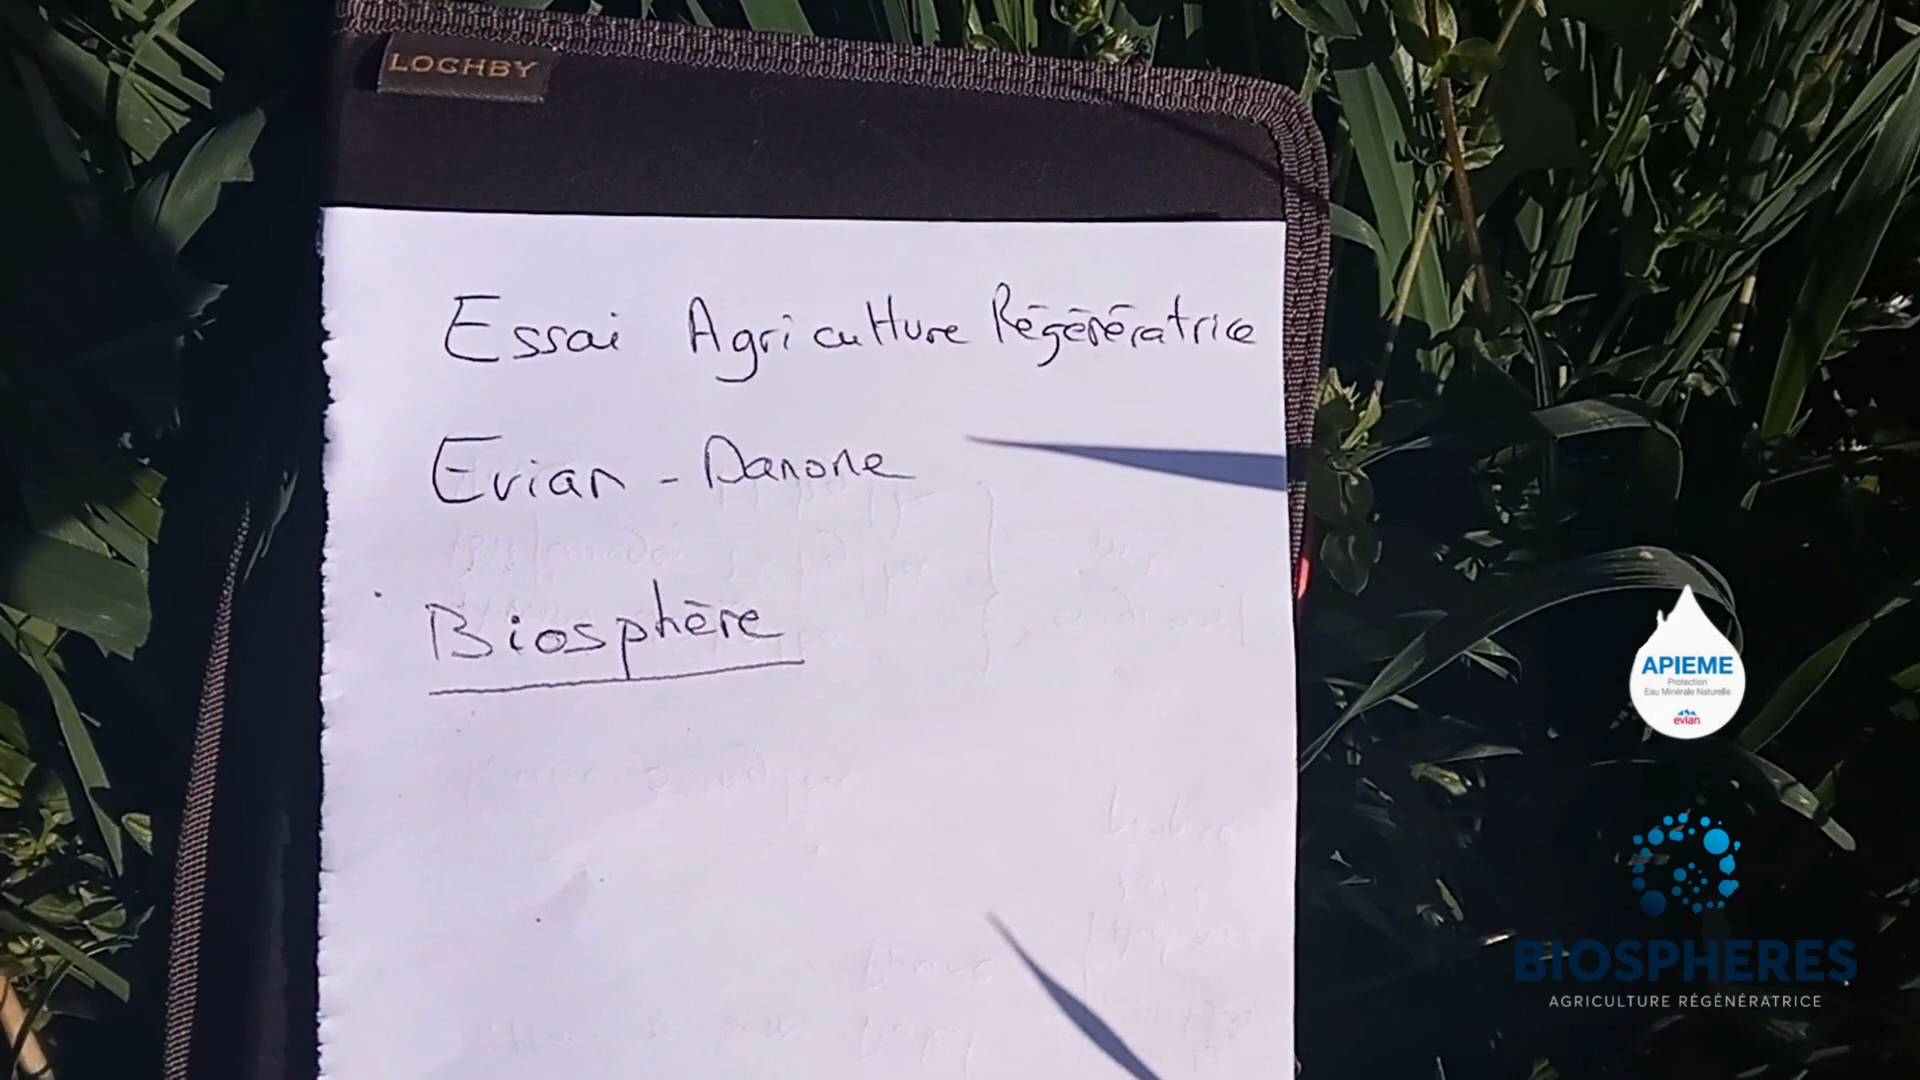 LOCHBY
Essai Agriculture Régénératrice
Evian - Danone
Biosphère
APIEME
Protection
Eau Minérale Naturelle
evian
BIOSPHERES
AGRICULTURE RÉGÉNÉRATRICE